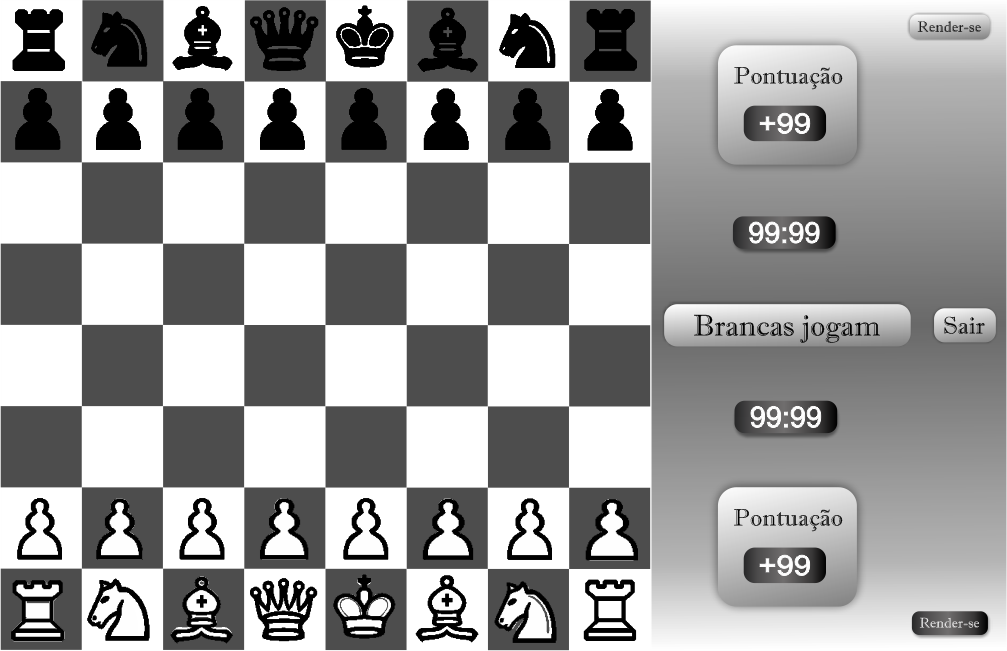 Render-se
Pontuação
+99
99:99
Brancas jogam
Sair
99:99
Pontuação
+99
Render-se